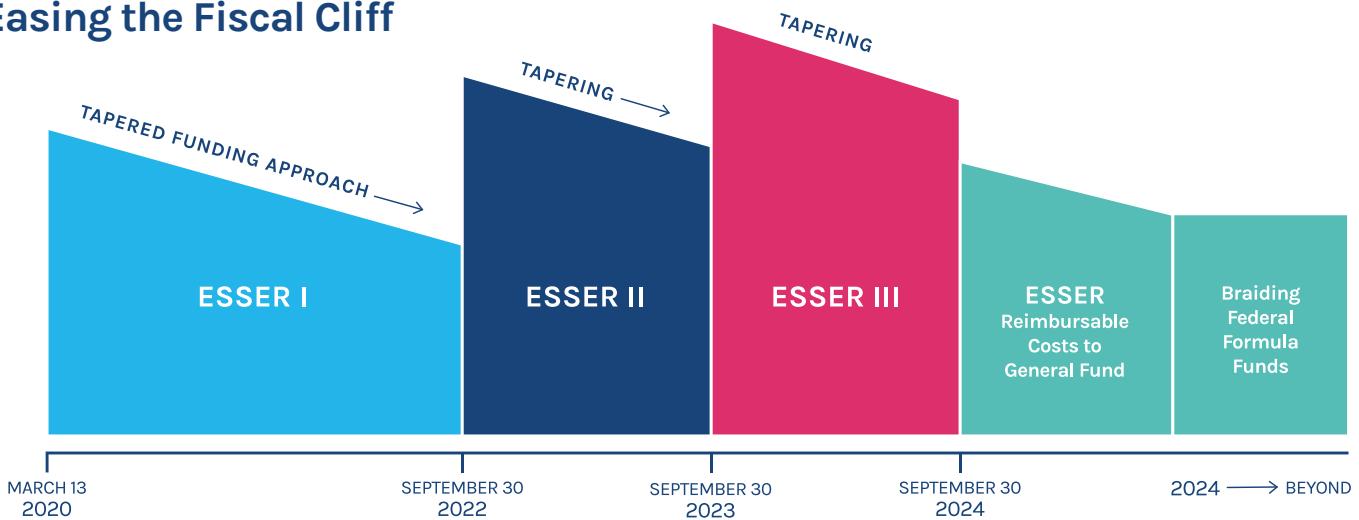 Easing the Fiscal Cliff
TAPERED FUNDING APPROACH
TAPERING
TAPERING
ESSER I
ESSER II
ESSER III
ESSER
Reimbursable
Costs to
General Fund
Braiding
Federal
Formula
Funds
MARCH 13
2020
SEPTEMBER 30
2022
SEPTEMBER 30
2023
SEPTEMBER 30
2024
2024 → BEYOND